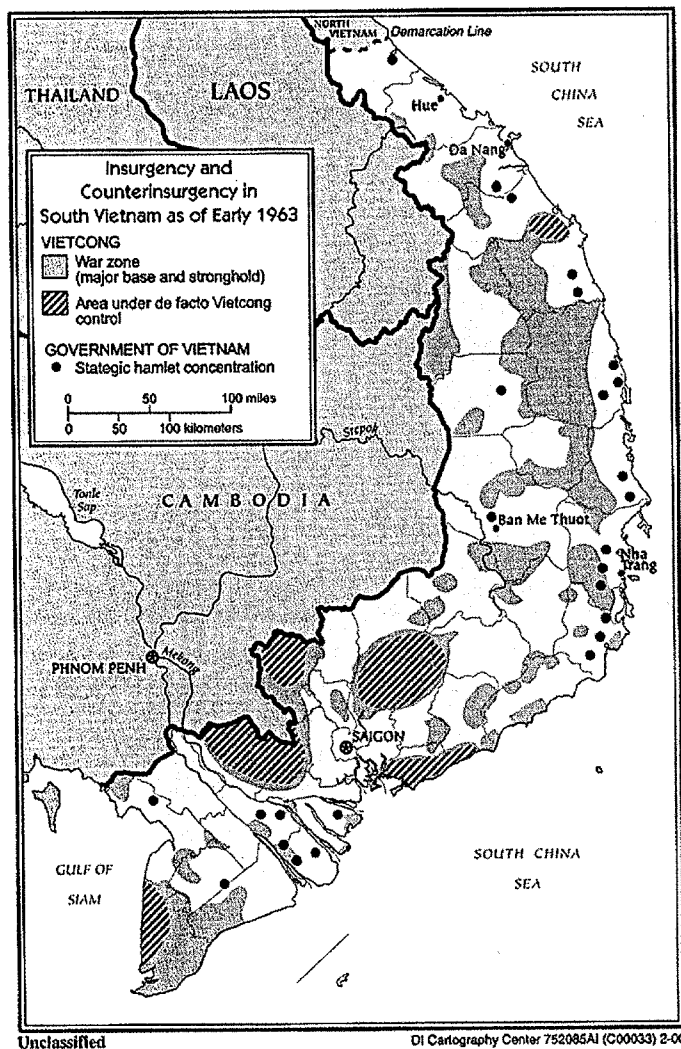 NORTH
VIETNAM
Demarcation Line
SOUTH
CHINA
SEA
THAILAND
LAOS
Hue
Da Nang
Insurgency and
Counterinsurgency in
South Vietnam as of Early 1963
VIETCONG
War zone
(major base and stronghold)
Area under de facto Vietcong
control
GOVERNMENT OF VIETNAM
Stategic hamlet concentration
0 50 100 miles
0 50 100 kilometers
Tonle
Sap
CAMBODIA
Ban Me Thuot
Nha
Trang
PHNOM PENH
Mekong
SAIGON
GULF OF
SIAM
SOUTH CHINA
SEA
Unclassified
DI Cartography Center 752085AI (C00033) 2-00